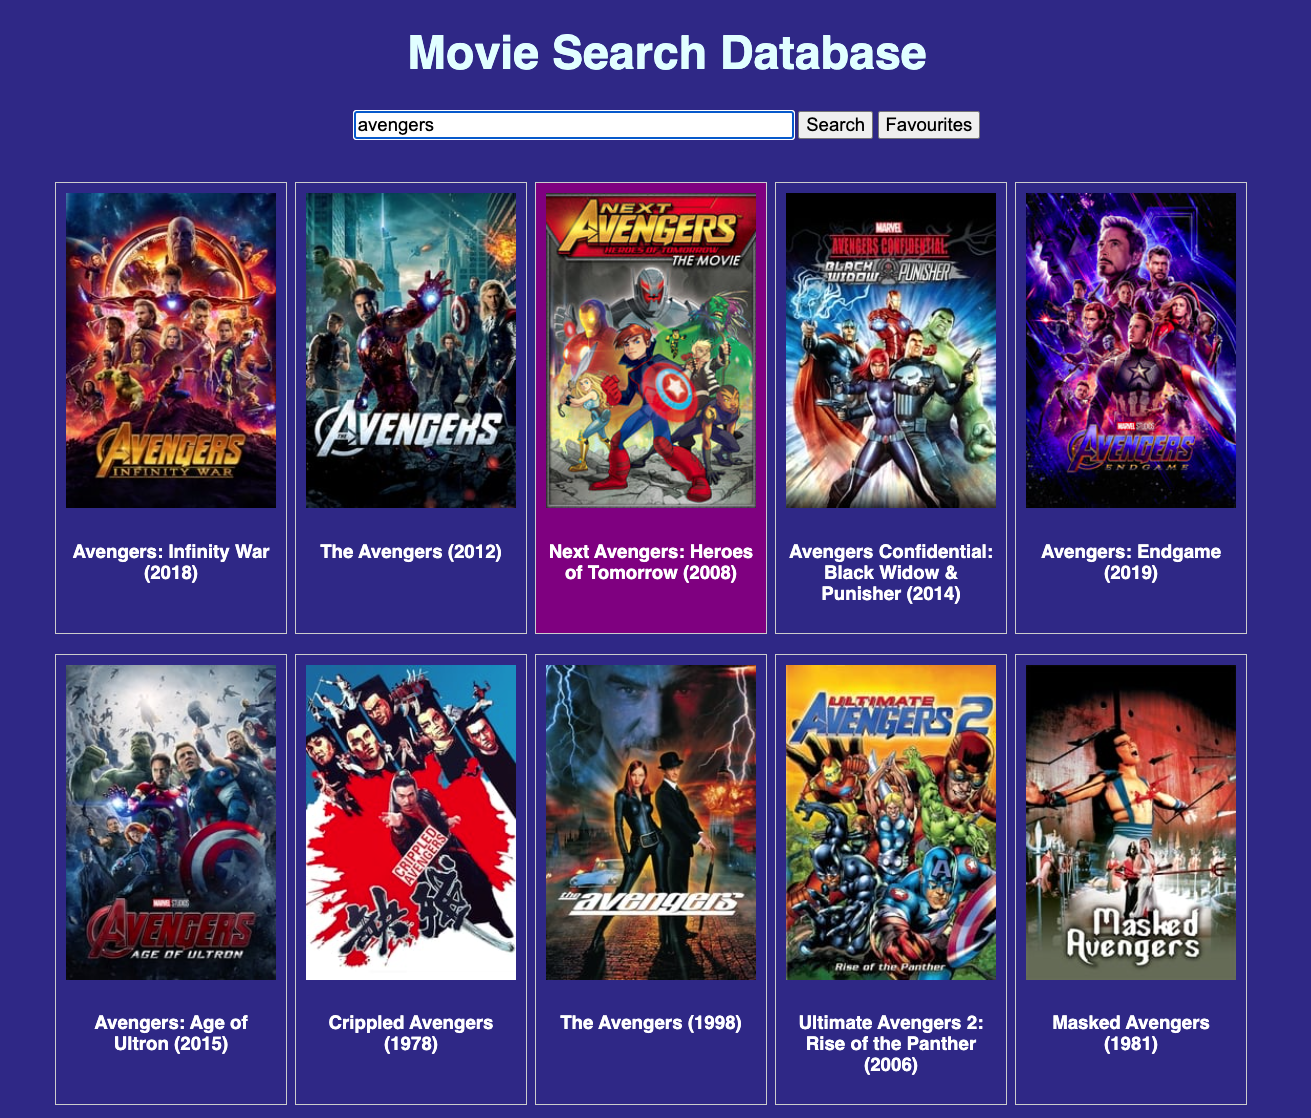 Movie Search Database
avengers Search Favourites
AVENGERS
INFINITY WAR
THE AVENGERS
NEXT
AVENGERS
HEROES OF TOMORROW
THE MOVIE
MARVEL
AVENGERS CONFIDENTIAL
BLACK WIDOW PUNISHER
MARVEL STUDIOS
AVENGERS
ENDGAME
Avengers: Infinity War
(2018)
The Avengers (2012)
Next Avengers: Heroes
of Tomorrow (2008)
Avengers Confidential:
Black Widow &
Punisher (2014)
Avengers: Endgame
(2019)
MARVEL STUDIOS
AVENGERS
AGE OF ULTRON
CRIPPLED
AVENGERS
the avengers
ULTIMATE
AVENGERS 2
Rise of the Panther
Masked
Avengers
Avengers: Age of
Ultron (2015)
Crippled Avengers
(1978)
The Avengers (1998)
Ultimate Avengers 2:
Rise of the Panther
(2006)
Masked Avengers
(1981)